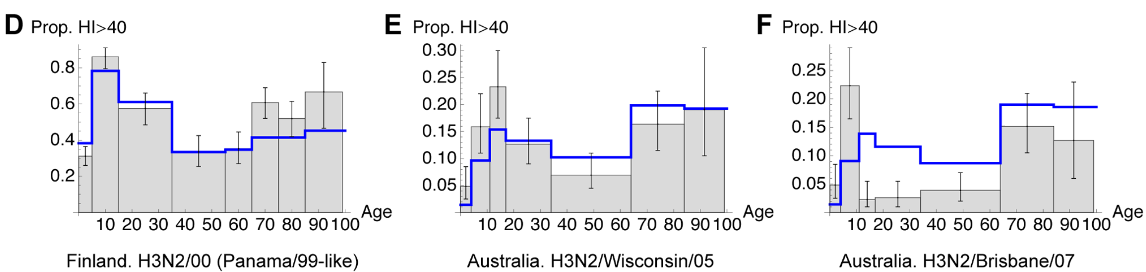 D Prop. HI>40
0.8
0.6
0.4
0.2
10 20 30 40 50 60 70 80 90 100 Age
Finland. H3N2/00 (Panama/99-like)
E Prop. HI>40
0.30
0.25
0.20
0.15
0.10
0.05
10 20 30 40 50 60 70 80 90 100 Age
Australia. H3N2/Wisconsin/05
F Prop. HI>40
0.25
0.20
0.15
0.10
0.05
10 20 30 40 50 60 70 80 90 100 Age
Australia. H3N2/Brisbane/07